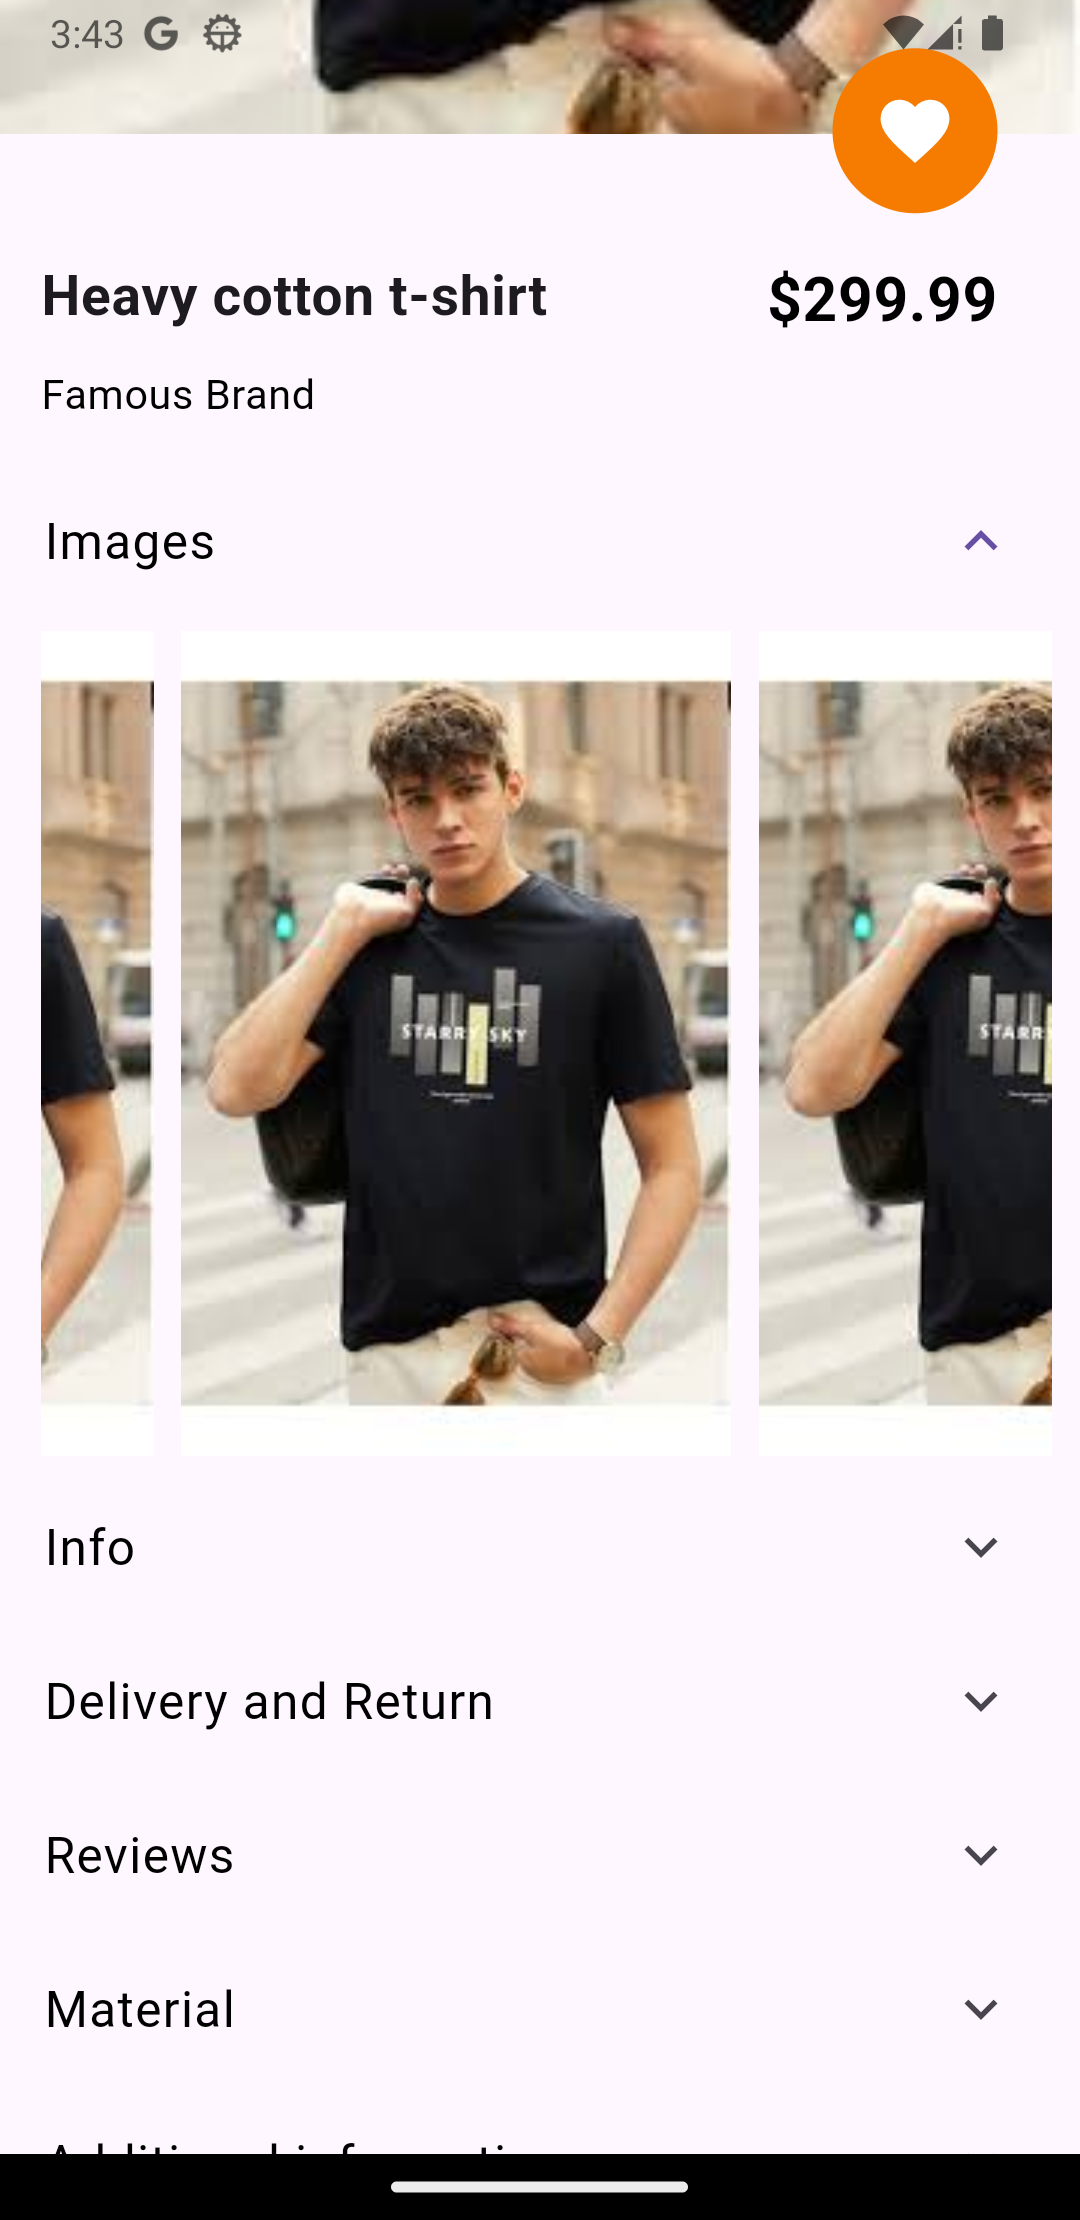 3:43
Heavy cotton t-shirt
$299.99
Famous Brand
Images
STARRY SKY
STARR
Info
Delivery and Return
Reviews
Material